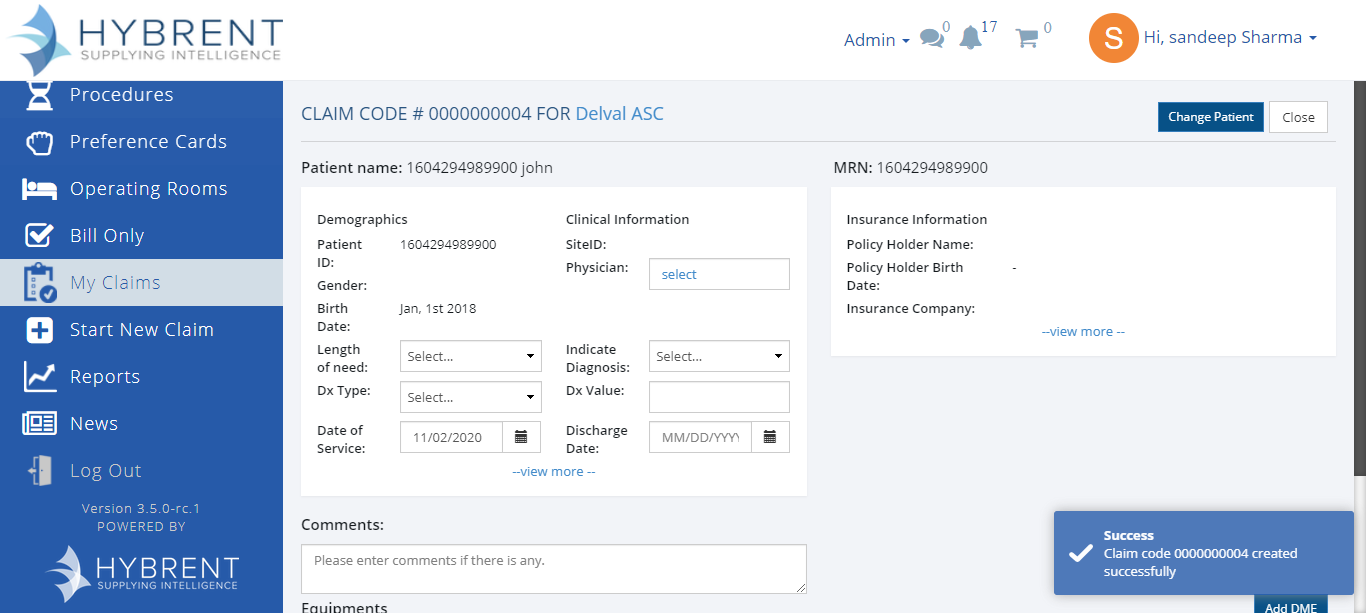 HYBRENT
SUPPLYING INTELLIGENCE
Admin
0
17
0
S
Hi, sandeep Sharma
Procedures
Preference Cards
Operating Rooms
Bill Only
My Claims
Start New Claim
Reports
News
Log Out
Version 3.5.0-rc.1
POWERED BY
HYBRENT
SUPPLYING INTELLIGENCE
CLAIM CODE # 0000000004 FOR Delval ASC
Change Patient
Close
Patient name: 1604294989900 john
MRN: 1604294989900
Demographics
Patient ID:
1604294989900
Gender:
Birth Date:
Jan, 1st 2018
Length of need:
Select...
Dx Type:
Select...
Date of Service:
11/02/2020
Clinical Information
SiteID:
Physician:
select
Indicate Diagnosis:
Select...
Dx Value:
Discharge Date:
MM/DD/YYYY
--view more --
Insurance Information
Policy Holder Name:
Policy Holder Birth Date:
-
Insurance Company:
--view more --
Comments:
Please enter comments if there is any.
Equipments
Success
Claim code 0000000004 created
successfully
Add DME